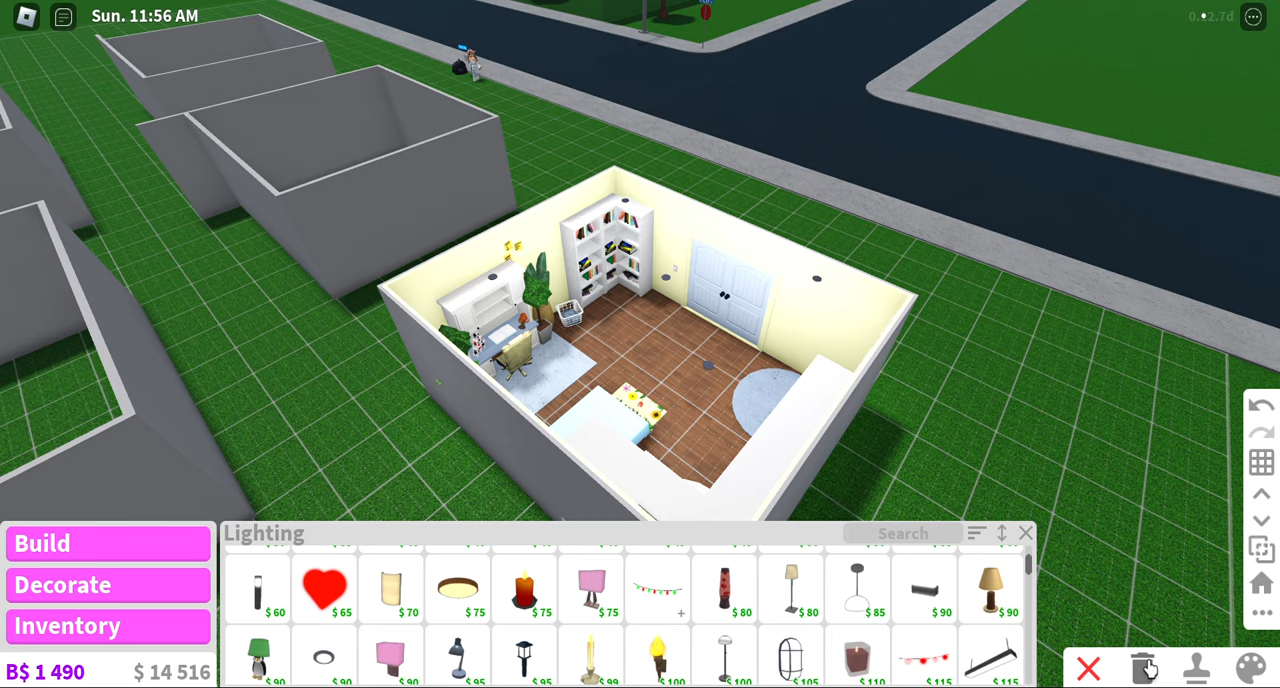 Sun. 11:56 AM
Build
Decorate
Inventory
B$ 1 490 $ 14 516
Lighting
Search
$ 60 $ 65 $ 70 $ 75 $ 75 $ 75 + $ 80 $ 80 $ 85 $ 90 $ 90
$ 90 $ 90 $ 90 $ 95 $ 95 $ 99 $ 100 $ 100 $ 105 $ 110 $ 115 $ 115